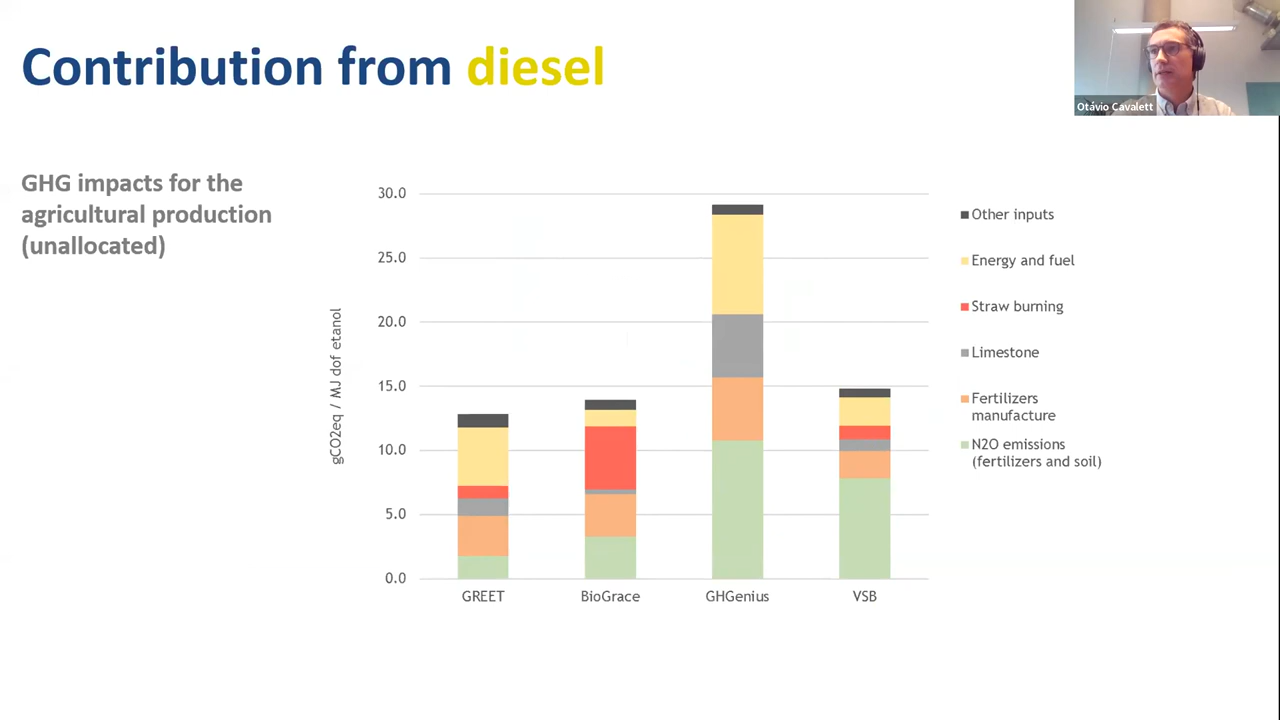 Contribution from diesel
Otávio Cavalett
GHG impacts for the
agricultural production
(unallocated)
gCO2eq / MJ dof etanol
30.0
25.0
20.0
15.0
10.0
5.0
0.0
GREET
BioGrace
GHGenius
VSB
Other inputs
Energy and fuel
Straw burning
Limestone
Fertilizers
manufacture
N2O emissions
(fertilizers and soil)